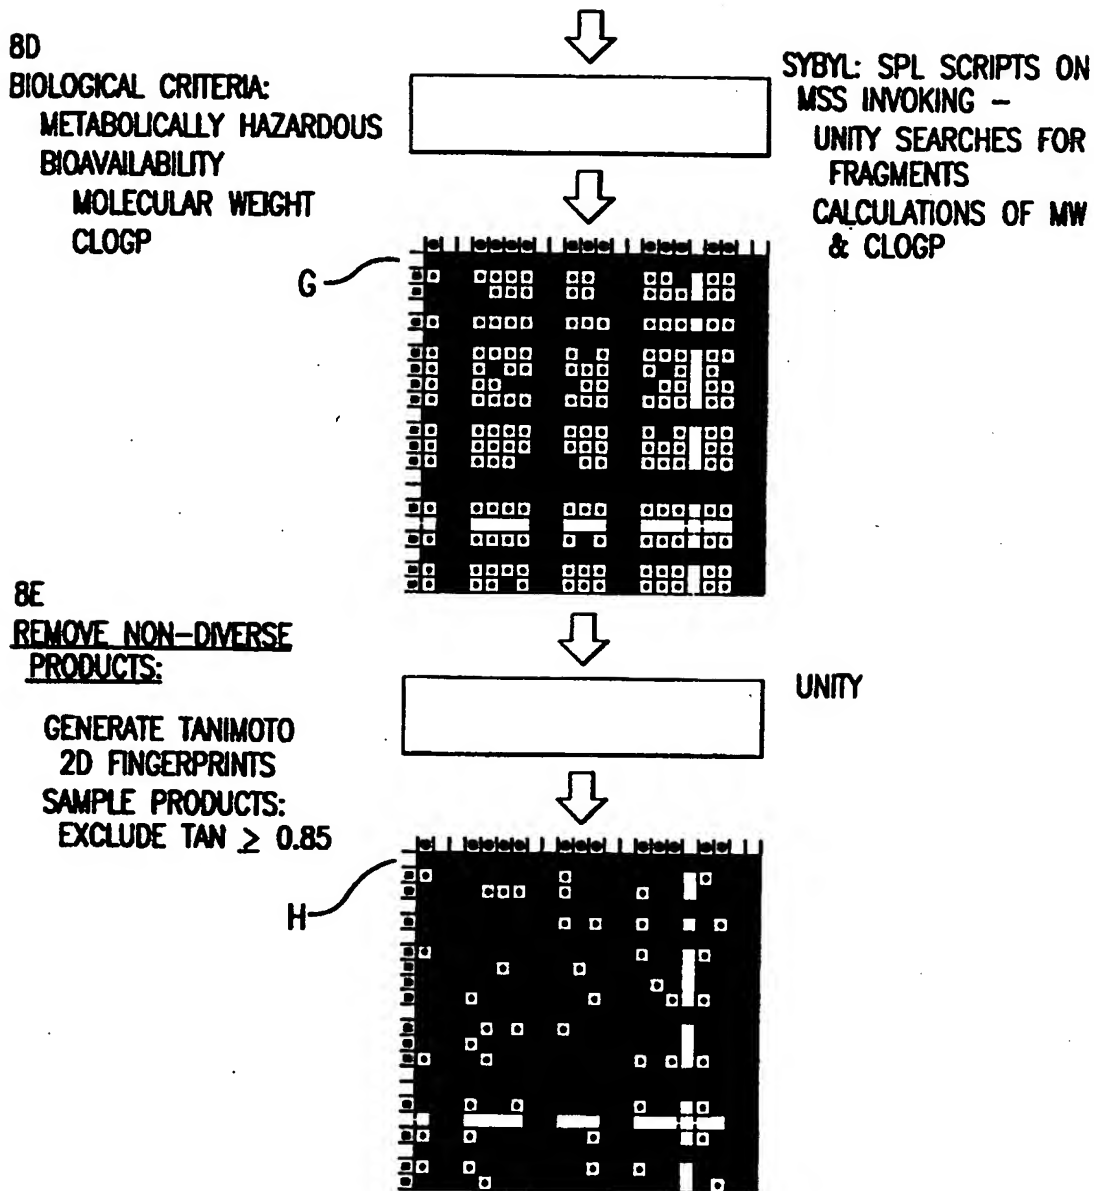 8D
BIOLOGICAL CRITERIA:
METABOLICALLY HAZARDOUS
BIOAVAILABILITY
MOLECULAR WEIGHT
CLOGP
SYBYL: SPL SCRIPTS ON
MSS INVOKING –
UNITY SEARCHES FOR
FRAGMENTS
CALCULATIONS OF MW
& CLOGP
G
8E
REMOVE NON-DIVERSE
PRODUCTS:
GENERATE TANIMOTO
2D FINGERPRINTS
SAMPLE PRODUCTS:
EXCLUDE TAN ≥ 0.85
UNITY
H